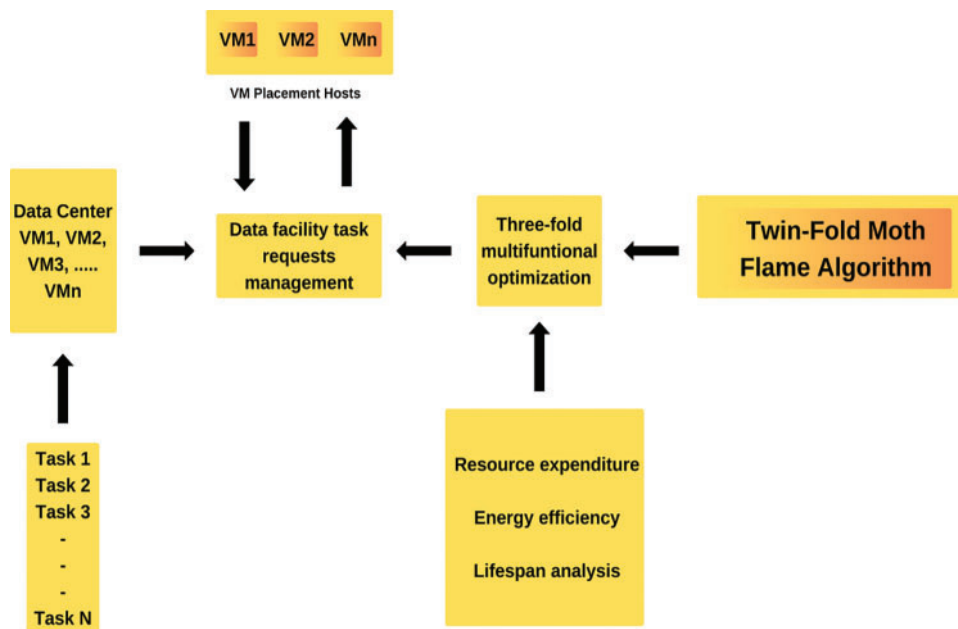 VM1 VM2 VMn
VM Placement Hosts
Data Center
VM1, VM2,
VM3, .....
VMn
Data facility task
requests
management
Three-fold
multifuntional
optimization
Twin-Fold Moth
Flame Algorithm
Task 1
Task 2
Task 3
-
-
-
Task N
Resource expenditure
Energy efficiency
Lifespan analysis